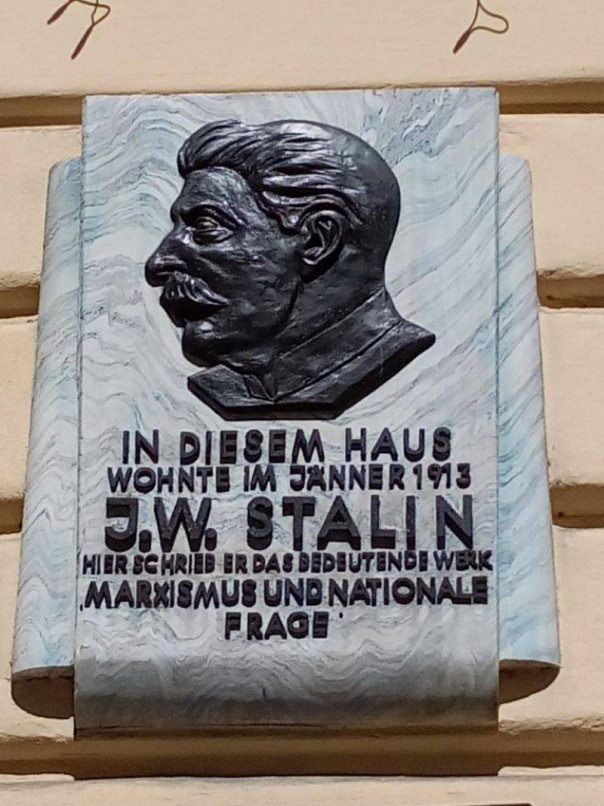 IN DIESEM HAUS
WOHNTE IM JÄNNER 1913
J.W. STALIN
HIER SCHRIEB ER DAS BEDEUTENDE WERK
'MARXISMUS UND NATIONALE
FRAGE'